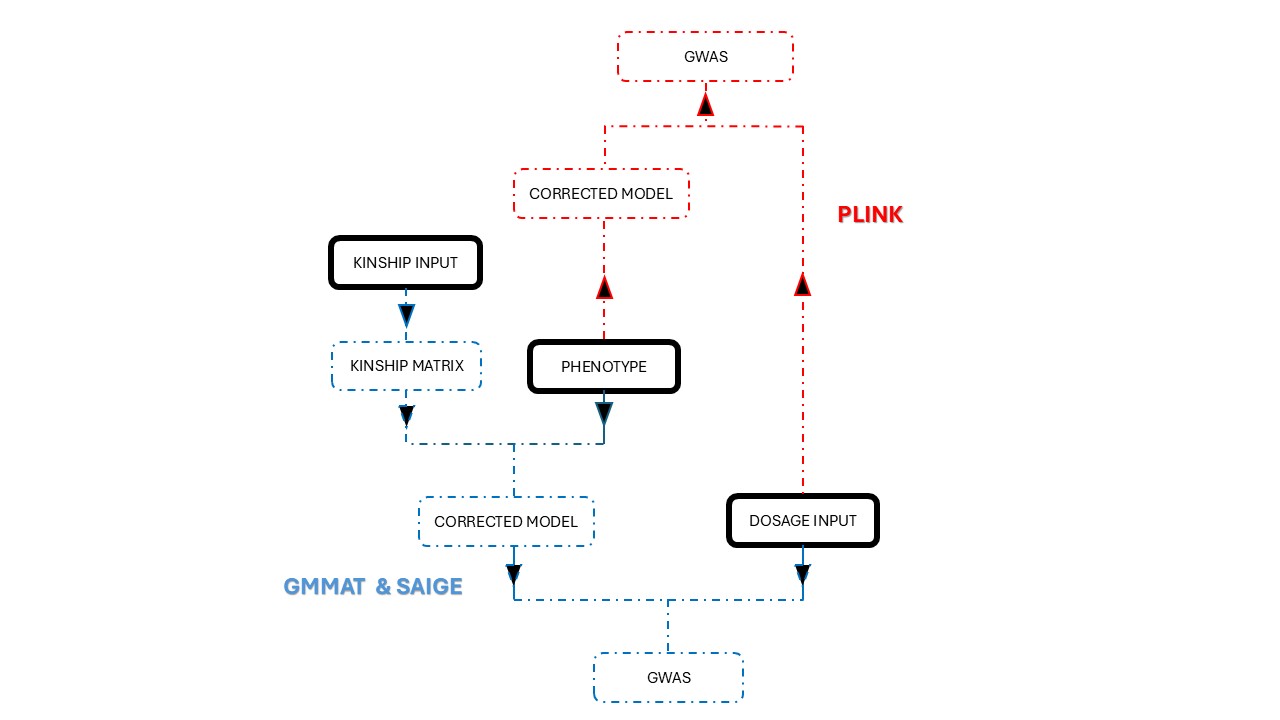 GWAS
CORRECTED MODEL
PLINK
KINSHIP INPUT
KINSHIP MATRIX
PHENOTYPE
CORRECTED MODEL
DOSAGE INPUT
GMMAT & SAIGE
GWAS